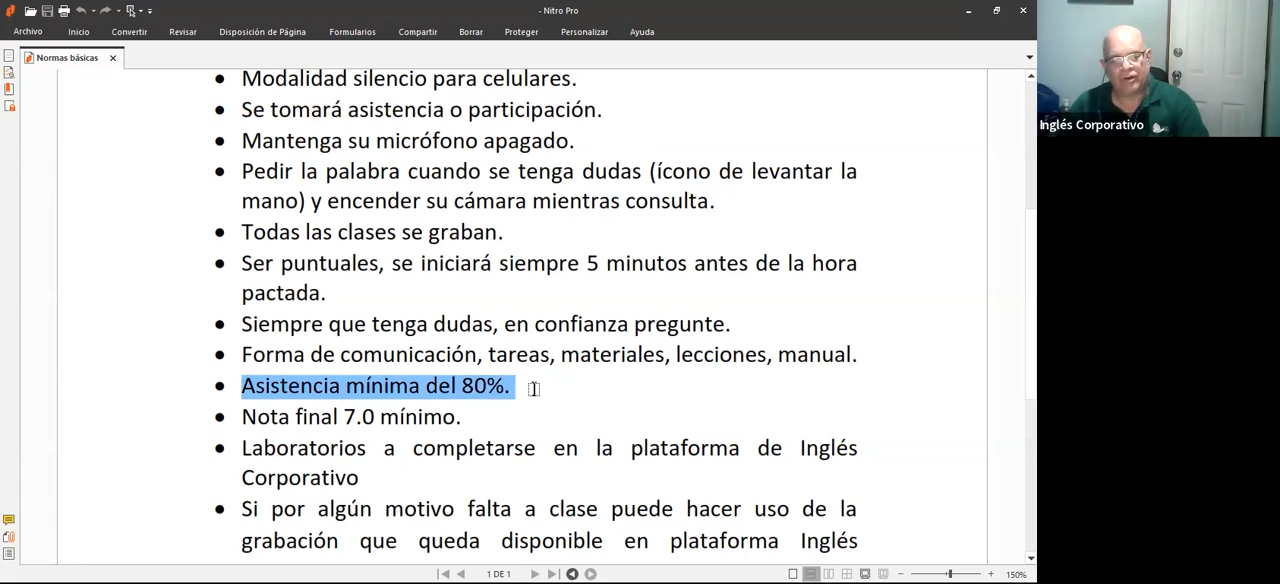 - Nitro Pro
Archivo Inicio Convertir Revisar Disposición de Página Formularios Compartir Borrar Proteger Personalizar Ayuda
Normas básicas
• Modalidad silencio para celulares.
• Se tomará asistencia o participación.
• Mantenga su micrófono apagado.
• Pedir la palabra cuando se tenga dudas (ícono de levantar la
mano) y encender su cámara mientras consulta.
• Todas las clases se graban.
• Ser puntuales, se iniciará siempre 5 minutos antes de la hora
pactada.
• Siempre que tenga dudas, en confianza pregunte.
• Forma de comunicación, tareas, materiales, lecciones, manual.
• Asistencia mínima del 80%.
• Nota final 7.0 mínimo.
• Laboratorios a completarse en la plataforma de Inglés
Corporativo
• Si por algún motivo falta a clase puede hacer uso de la
grabación que queda disponible en plataforma Inglés
1 DE 1
150%
Inglés Corporativo